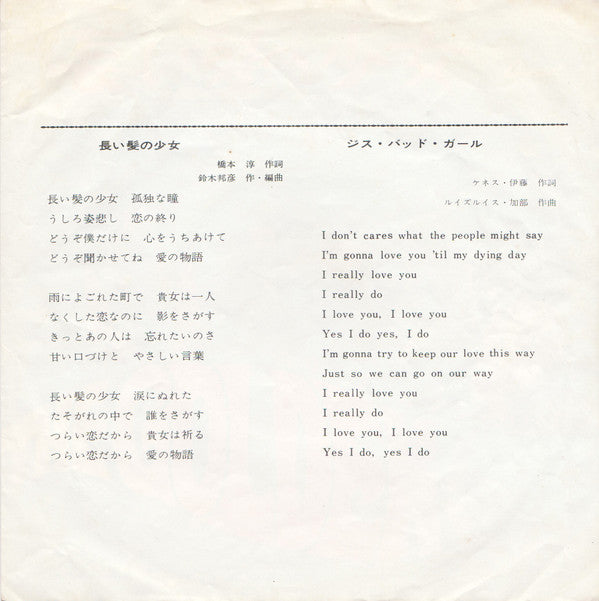 長い髪の少女
橋本 淳 作詞
鈴木邦彦 作・編曲
長い髪の少女 孤独な瞳
うしろ姿悲し 恋の終り
どうぞ僕だけに 心をうちあけて
どうぞ聞かせてね 愛の物語
雨によごれた町で 貴女は一人
なくした恋なのに 影をさがす
きっとあの人は 忘れたいのさ
甘い口づけと やさしい言葉
長い髪の少女 涙にぬれた
たそがれの中で 誰をさがす
つらい恋だから 貴女は祈る
つらい恋だから 愛の物語
ジス・バッド・ガール
ケネス・伊藤 作詞
ルイズルイス・加部 作曲
I don't cares what the people might say
I'm gonna love you 'til my dying day
I really love you
I really do
I love you, I love you
Yes I do yes, I do
I'm gonna try to keep our love this way
Just so we can go on our way
I really love you
I really do
I love you, I love you
Yes I do, yes I do